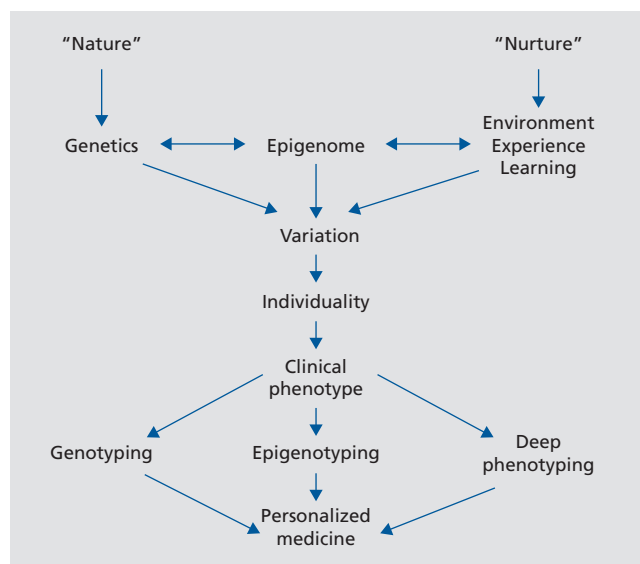 “Nature”
“Nurture”
Genetics
Epigenome
Environment
Experience
Learning
Variation
Individuality
Clinical
phenotype
Genotyping
Epigenotyping
Deep
phenotyping
Personalized
medicine